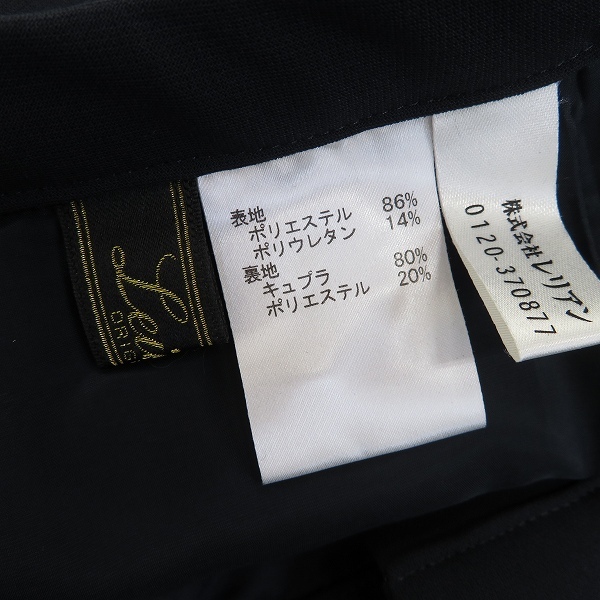 表地
ポリエステル 86%
ポリウレタン 14%
裏地
キュプラ 80%
ポリエステル 20%
株式会社レリアン
0120-370877